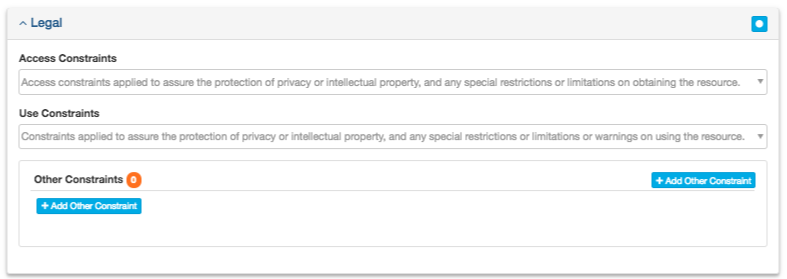 Legal
Access Constraints
Access constraints applied to assure the protection of privacy or intellectual property, and any special restrictions or limitations on obtaining the resource.
Use Constraints
Constraints applied to assure the protection of privacy or intellectual property, and any special restrictions or limitations or warnings on using the resource.
Other Constraints 0
+ Add Other Constraint
+ Add Other Constraint